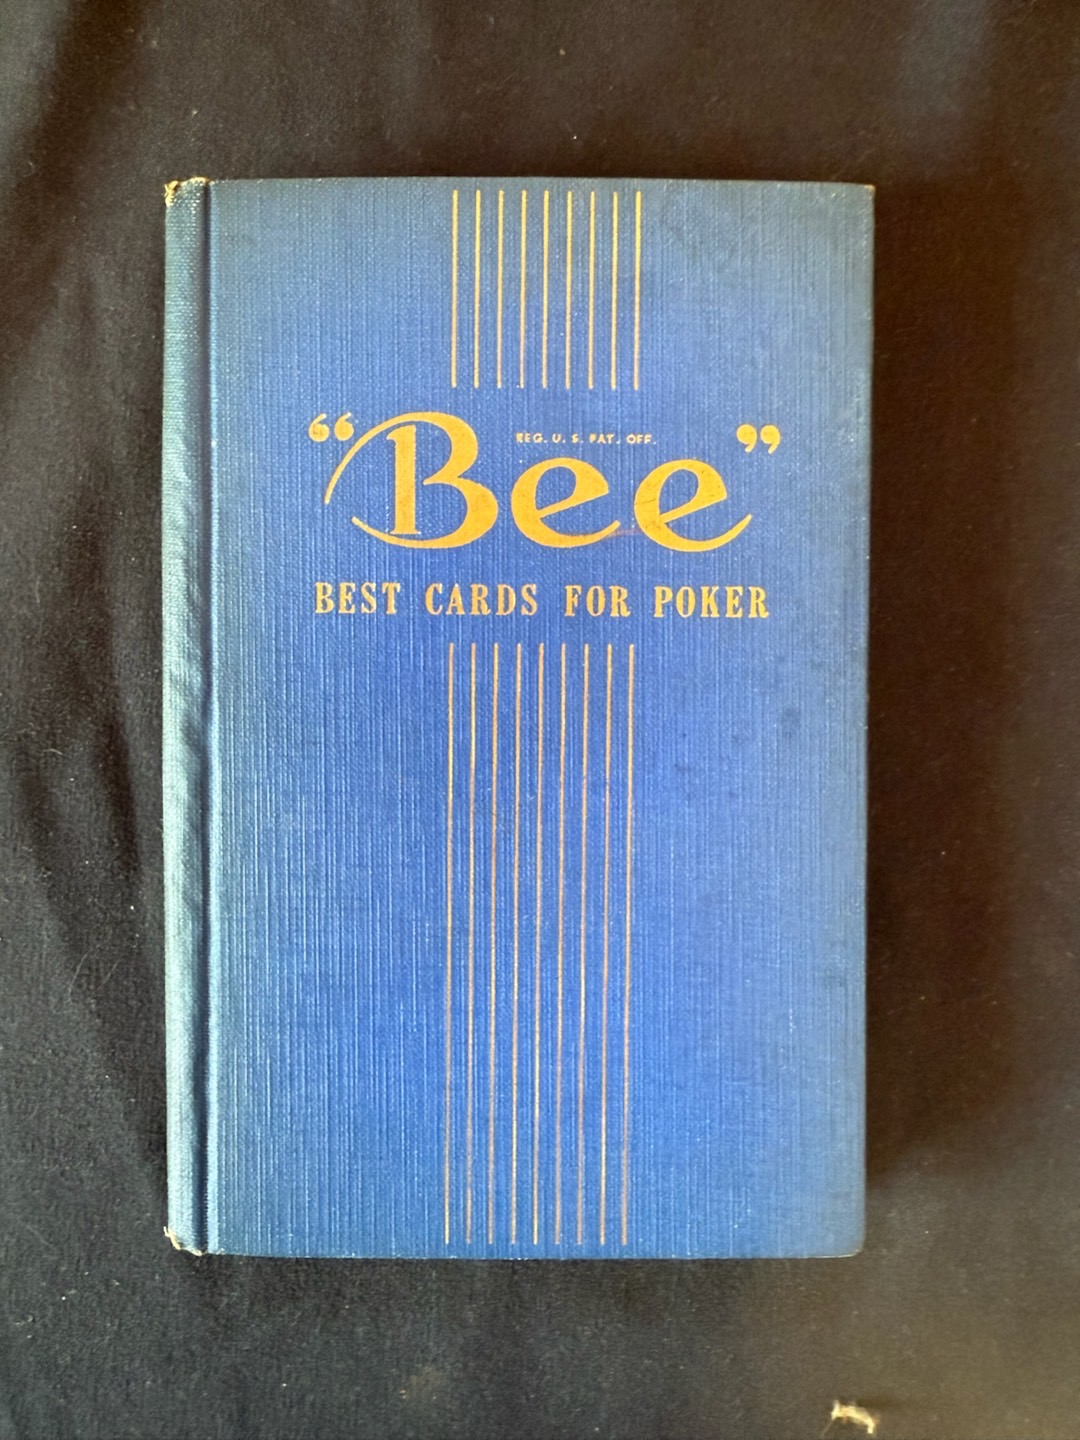 “Bee”
REG. U. S. PAT. OFF.
BEST CARDS FOR POKER